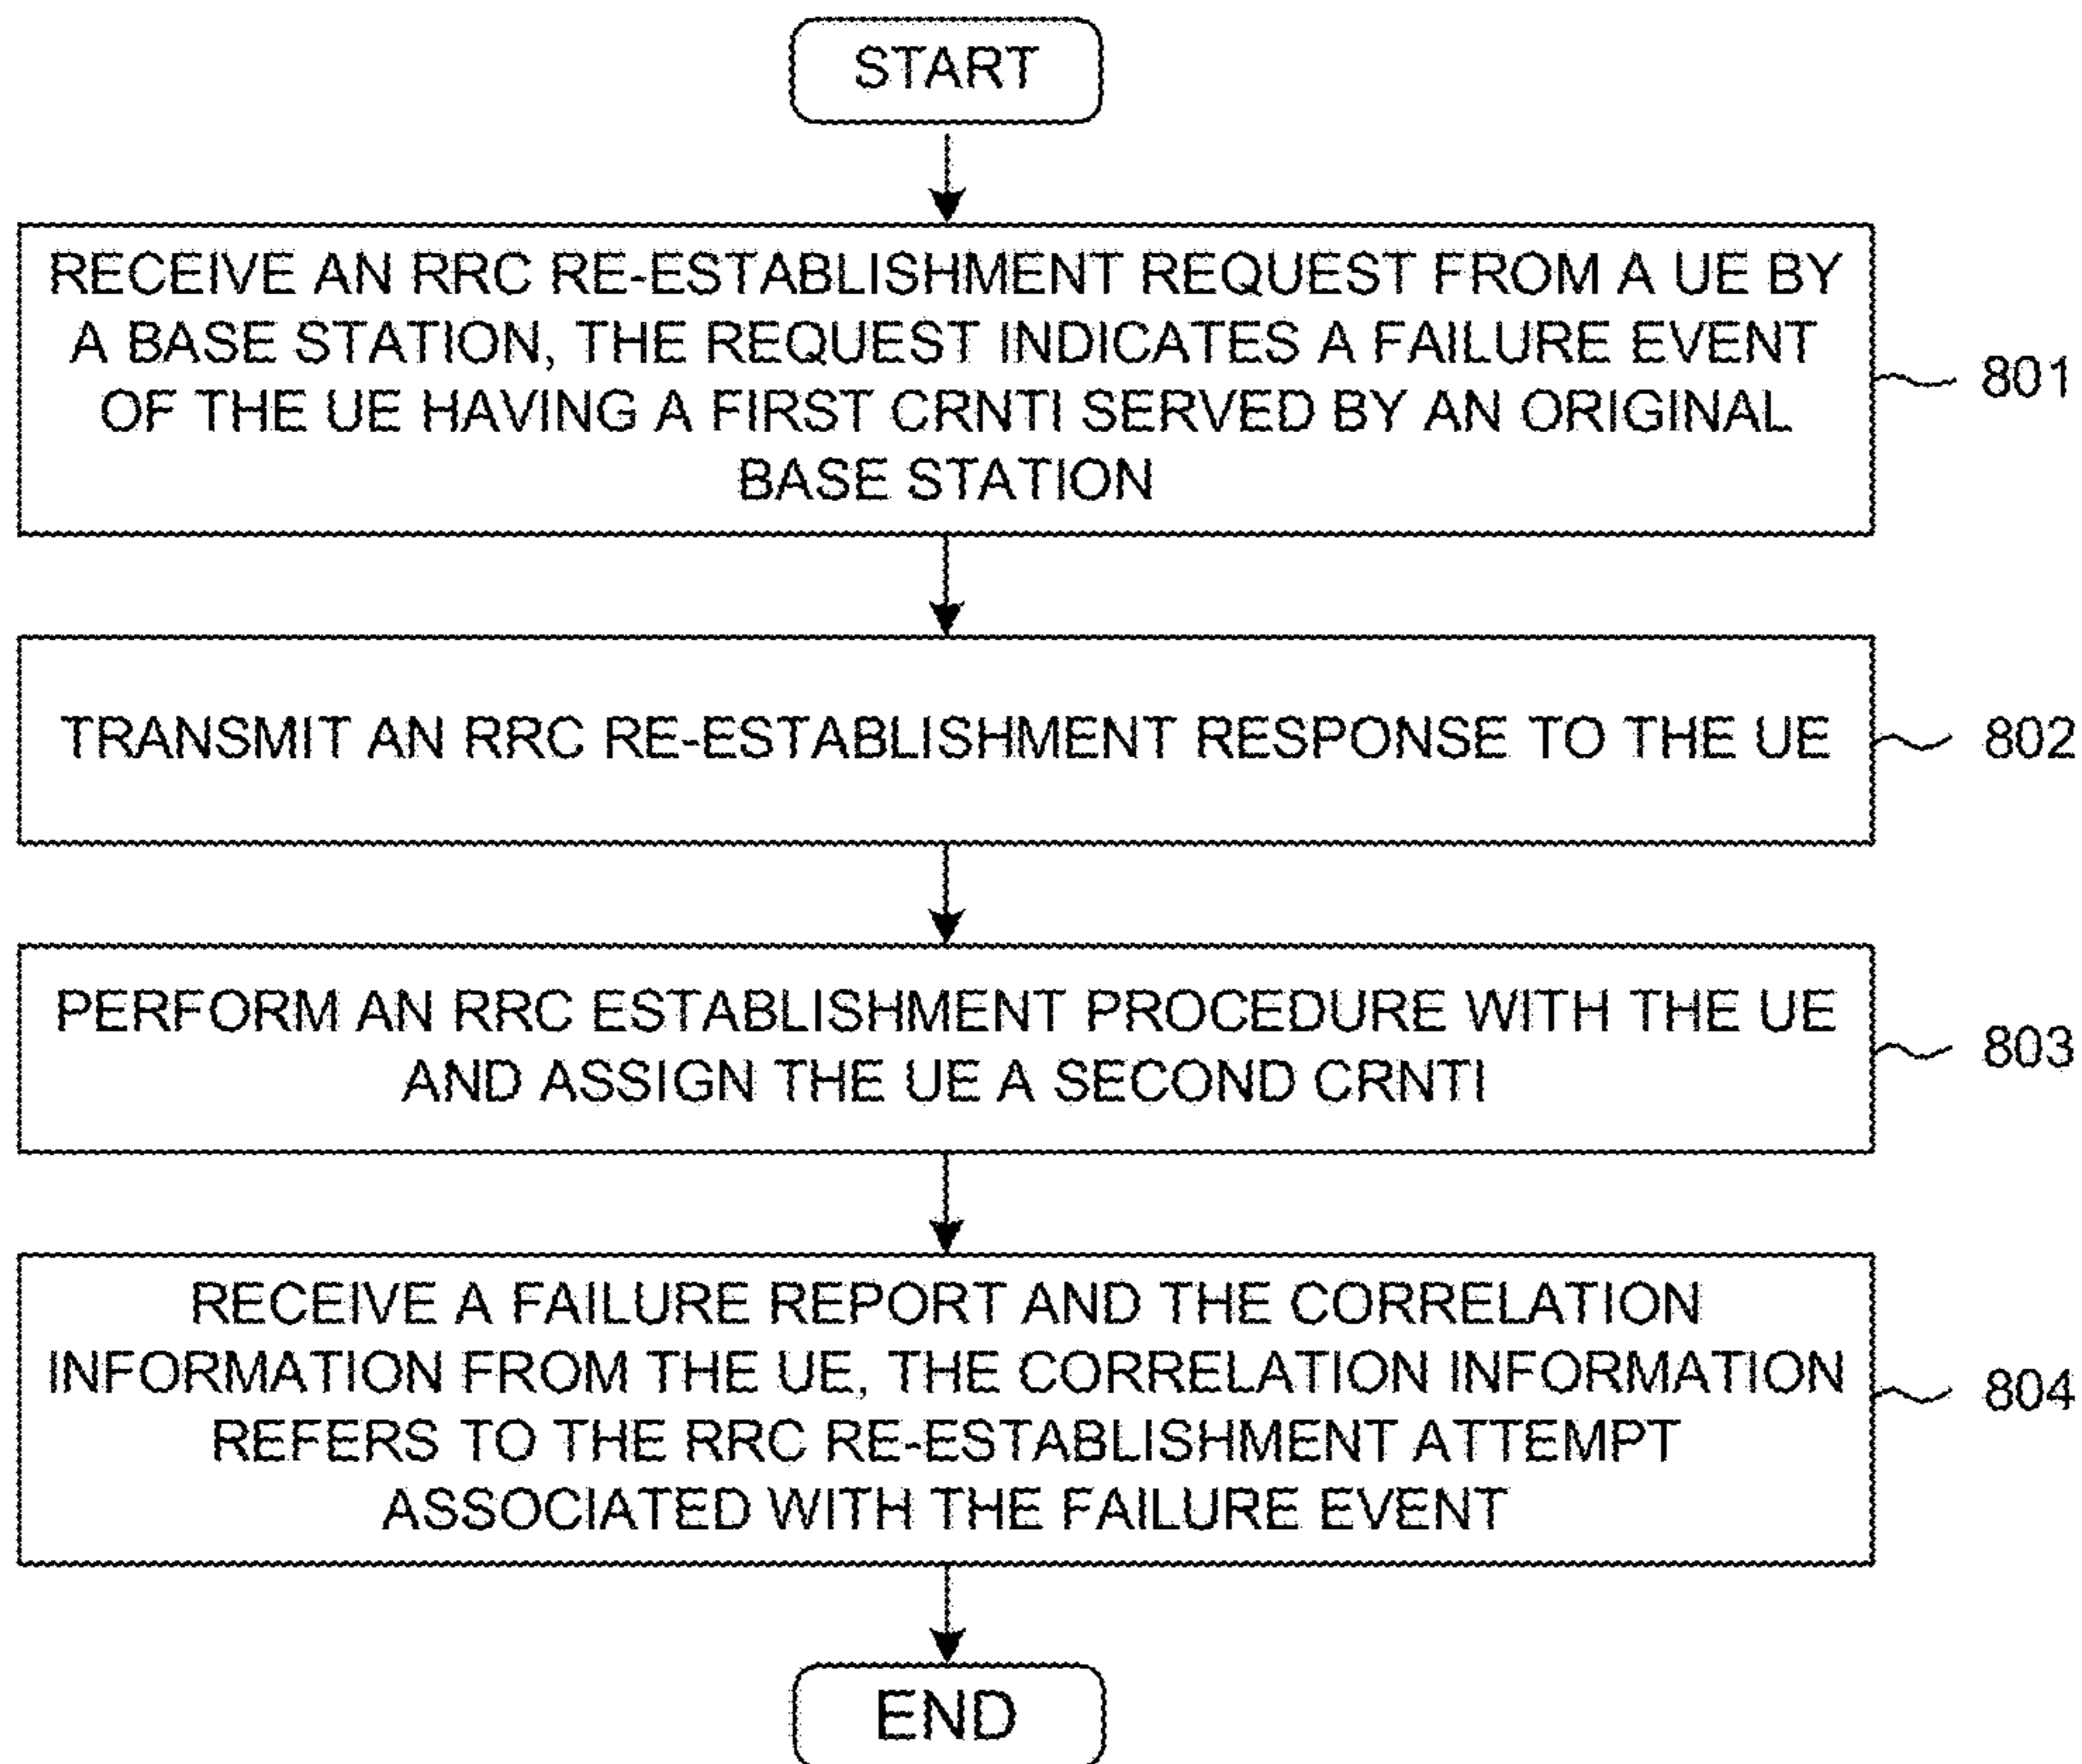 START
RECEIVE AN RRC RE-ESTABLISHMENT REQUEST FROM A UE BY
A BASE STATION, THE REQUEST INDICATES A FAILURE EVENT
OF THE UE HAVING A FIRST CRNTI SERVED BY AN ORIGINAL
BASE STATION
801
TRANSMIT AN RRC RE-ESTABLISHMENT RESPONSE TO THE UE
802
PERFORM AN RRC ESTABLISHMENT PROCEDURE WITH THE UE
AND ASSIGN THE UE A SECOND CRNTI
803
RECEIVE A FAILURE REPORT AND THE CORRELATION
INFORMATION FROM THE UE, THE CORRELATION INFORMATION
REFERS TO THE RRC RE-ESTABLISHMENT ATTEMPT
ASSOCIATED WITH THE FAILURE EVENT
804
END